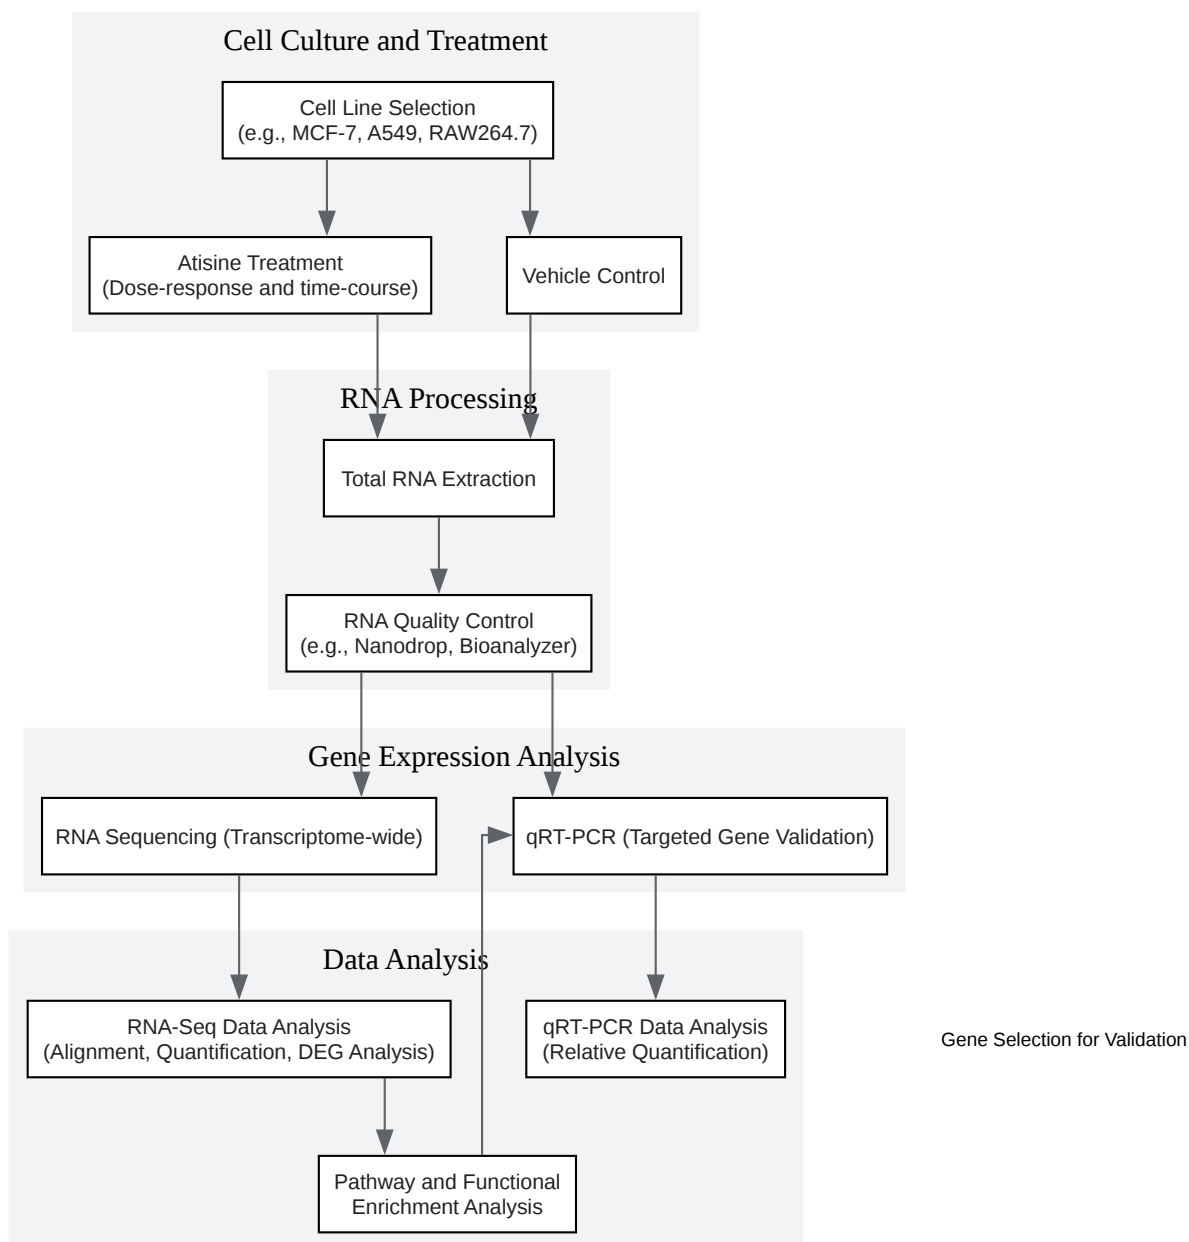 Cell Culture and Treatment
Cell Line Selection
(e.g., MCF-7, A549, RAW264.7)
Atisine Treatment
(Dose-response and time-course)
Vehicle Control
RNA Processing
Total RNA Extraction
RNA Quality Control
(e.g., Nanodrop, Bioanalyzer)
Gene Expression Analysis
RNA Sequencing (Transcriptome-wide)
qRT-PCR (Targeted Gene Validation)
Data Analysis
RNA-Seq Data Analysis
(Alignment, Quantification, DEG Analysis)
qRT-PCR Data Analysis
(Relative Quantification)
Gene Selection for Validation
Pathway and Functional
Enrichment Analysis